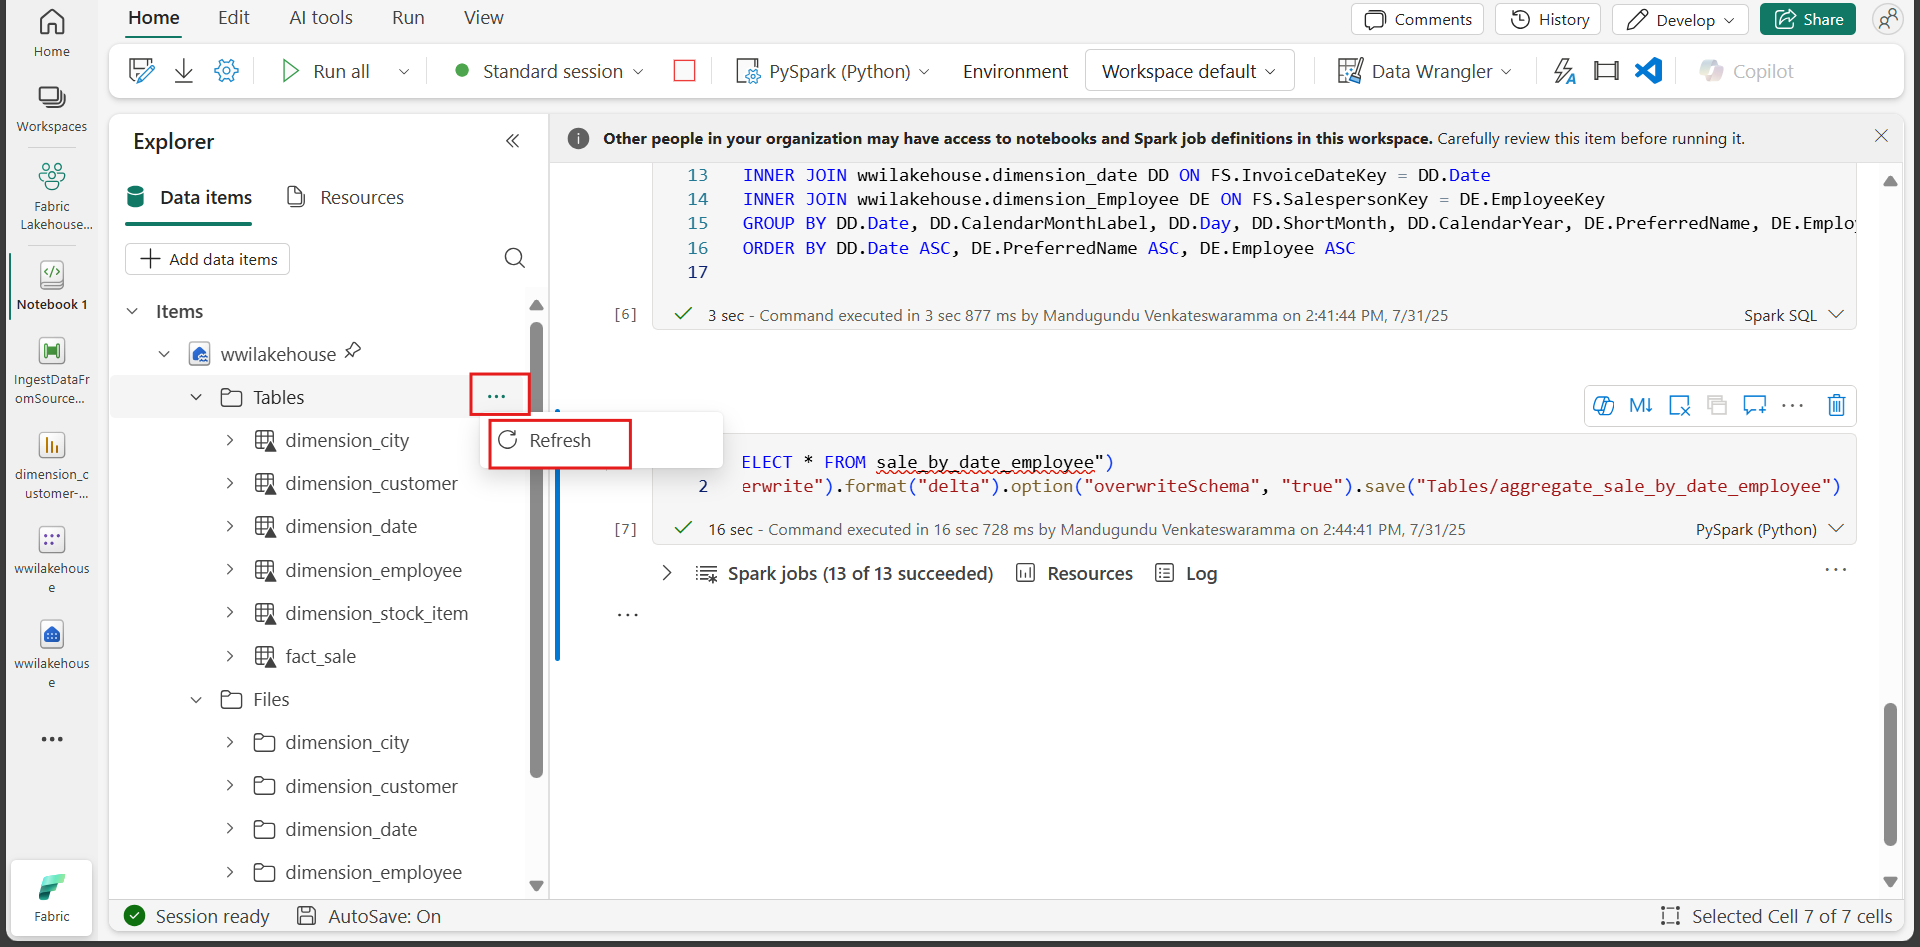 Home
Edit
AI tools
Run
View
Comments
History
Develop
Share
Run all
Standard session
PySpark (Python)
Environment
Workspace default
Data Wrangler
Copilot
Home
Workspaces
Fabric
Lakehouse...
Notebook 1
IngestDataFr
omSource...
dimension_c
ustomer-...
wwilakehous
e
wwilakehous
e
Fabric
Explorer
Data items
Resources
Add data items
Items
wwilakehouse
Tables
Refresh
dimension_city
dimension_customer
dimension_date
dimension_employee
dimension_stock_item
fact_sale
Files
dimension_city
dimension_customer
dimension_date
dimension_employee
Other people in your organization may have access to notebooks and Spark job definitions in this workspace. Carefully review this item before running it.
13 INNER JOIN wwilakehouse.dimension_date DD ON FS.InvoiceDateKey = DD.Date
14 INNER JOIN wwilakehouse.dimension_Employee DE ON FS.SalespersonKey = DE.EmployeeKey
15 GROUP BY DD.Date, DD.CalendarMonthLabel, DD.Day, DD.ShortMonth, DD.CalendarYear, DE.PreferredName, DE.Emplo
16 ORDER BY DD.Date ASC, DE.PreferredName ASC, DE.Employee ASC
17
[6] 3 sec - Command executed in 3 sec 877 ms by Mandugundu Venkateswaramma on 2:41:44 PM, 7/31/25 Spark SQL
M↓
ELECT * FROM sale_by_date_employee")
2 erwrite").format("delta").option("overwriteSchema", "true").save("Tables/aggregate_sale_by_date_employee")
[7] 16 sec - Command executed in 16 sec 728 ms by Mandugundu Venkateswaramma on 2:44:41 PM, 7/31/25 PySpark (Python)
Spark jobs (13 of 13 succeeded) Resources Log
Session ready
AutoSave: On
Selected Cell 7 of 7 cells